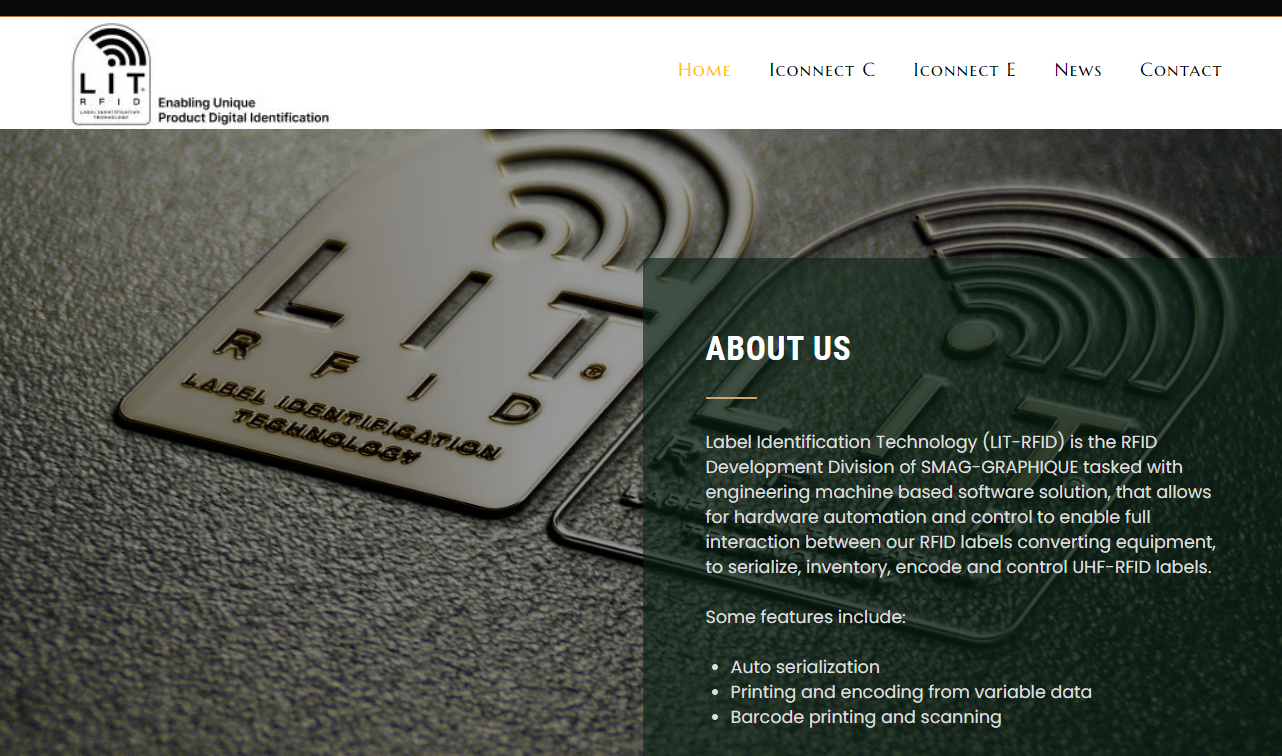 LIT®
RFID
LABEL IDENTIFICATION
TECHNOLOGY
Enabling Unique
Product Digital Identification
Home Iconnect C Iconnect E News Contact
LIT®
RFID
LABEL IDENTIFICATION
TECHNOLOGY
LIT
ABOUT US
Label Identification Technology (LIT-RFID) is the RFID
Development Division of SMAG-GRAPHIQUE tasked with
engineering machine based software solution, that allows
for hardware automation and control to enable full
interaction between our RFID labels converting equipment,
to serialize, inventory, encode and control UHF-RFID labels.
Some features include:
• Auto serialization
• Printing and encoding from variable data
• Barcode printing and scanning